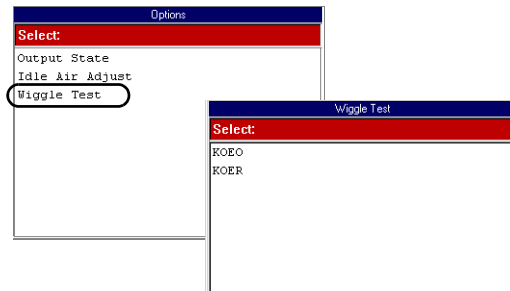 Options
Select:
Output State
Idle Air Adjust
Wiggle Test
Wiggle Test
Select:
KOEO
KOER